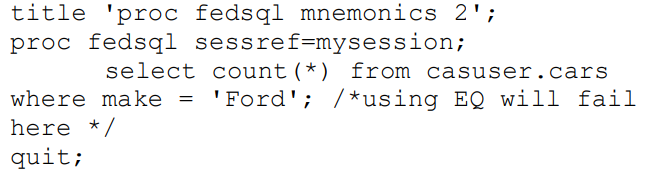 title 'proc fedsql mnemonics 2';
proc fedsql sessref=mysession;
select count(*) from casuser.cars
where make = 'Ford'; /*using EQ will fail
here */
quit;